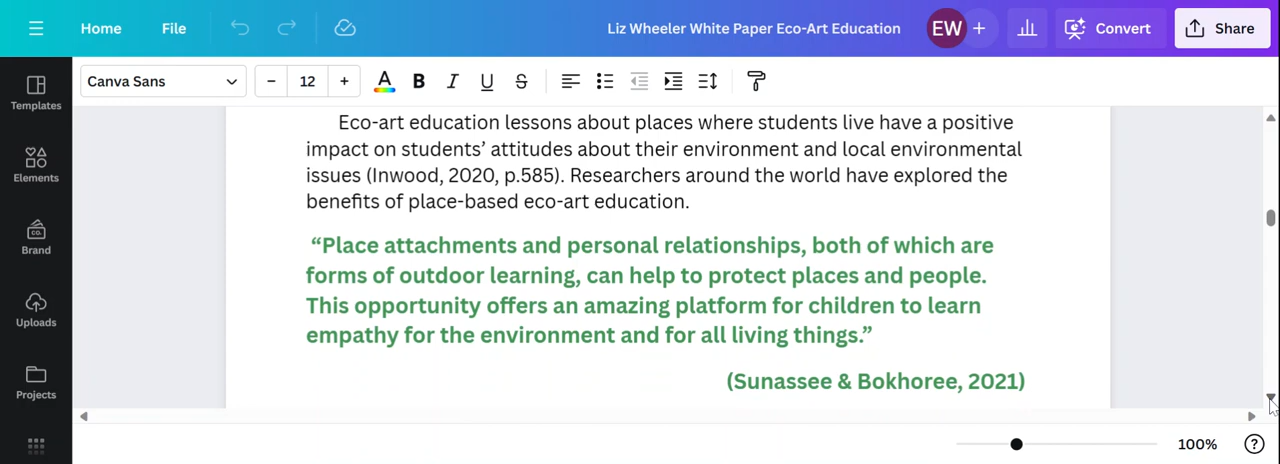 Home
File
Liz Wheeler White Paper Eco-Art Education
EW
Convert
Share
Templates
Canva Sans
12
A
B
I
U
S
Elements
Brand
Uploads
Projects
Eco-art education lessons about places where students live have a positive
impact on students’ attitudes about their environment and local environmental
issues (Inwood, 2020, p.585). Researchers around the world have explored the
benefits of place-based eco-art education.
“Place attachments and personal relationships, both of which are
forms of outdoor learning, can help to protect places and people.
This opportunity offers an amazing platform for children to learn
empathy for the environment and for all living things.”
(Sunassee & Bokhoree, 2021)
100%
?